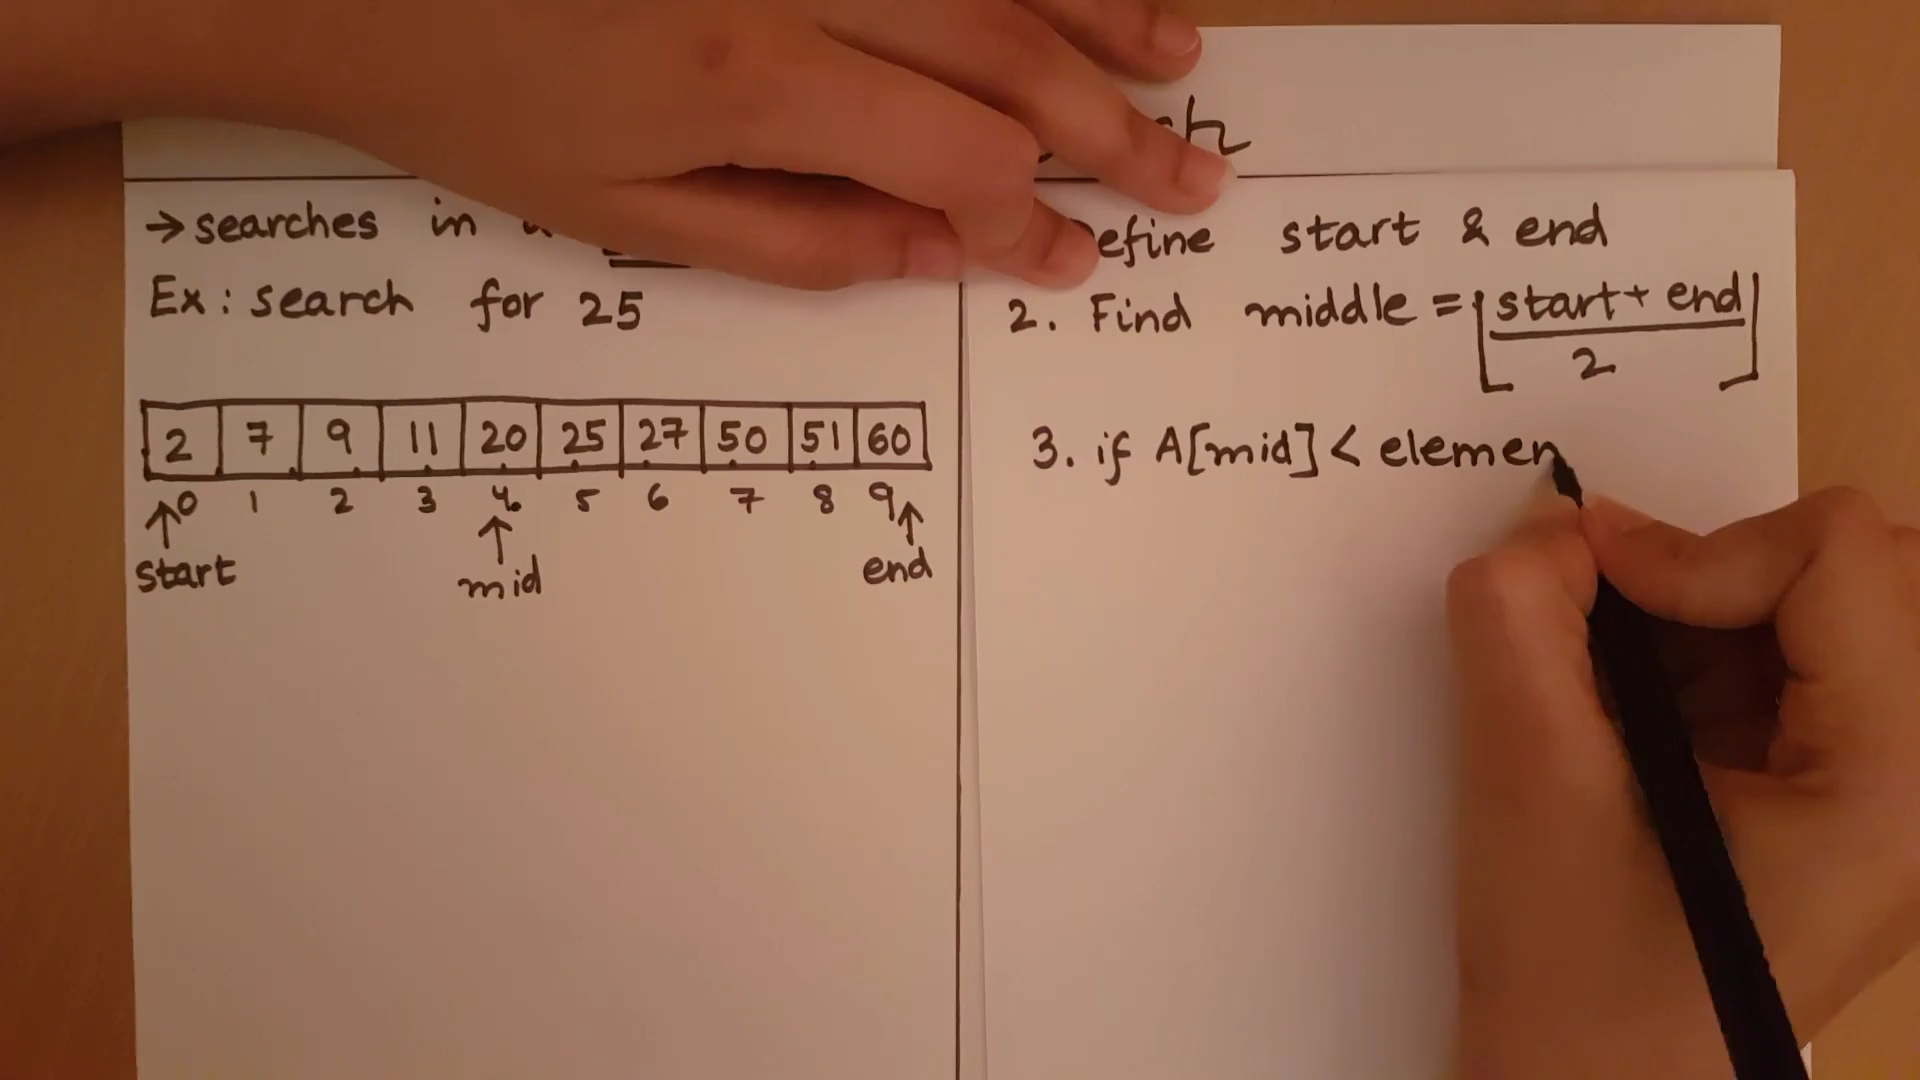 → searches in
Ex: search for 25
2 7 9 11 20 25 27 50 51 60
0 1 2 3 4 5 6 7 8 9
↑ ↑ ↑
start mid end
efine start & end
2. Find middle = ⌊start + end / 2⌋
3. if A[mid] < elemen